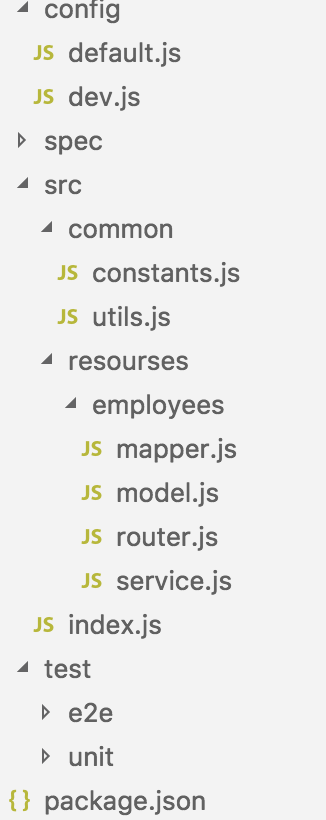 config
JS default.js
JS dev.js
spec
src
common
JS constants.js
JS utils.js
resourses
employees
JS mapper.js
JS model.js
JS router.js
JS service.js
JS index.js
test
e2e
unit
{} package.json